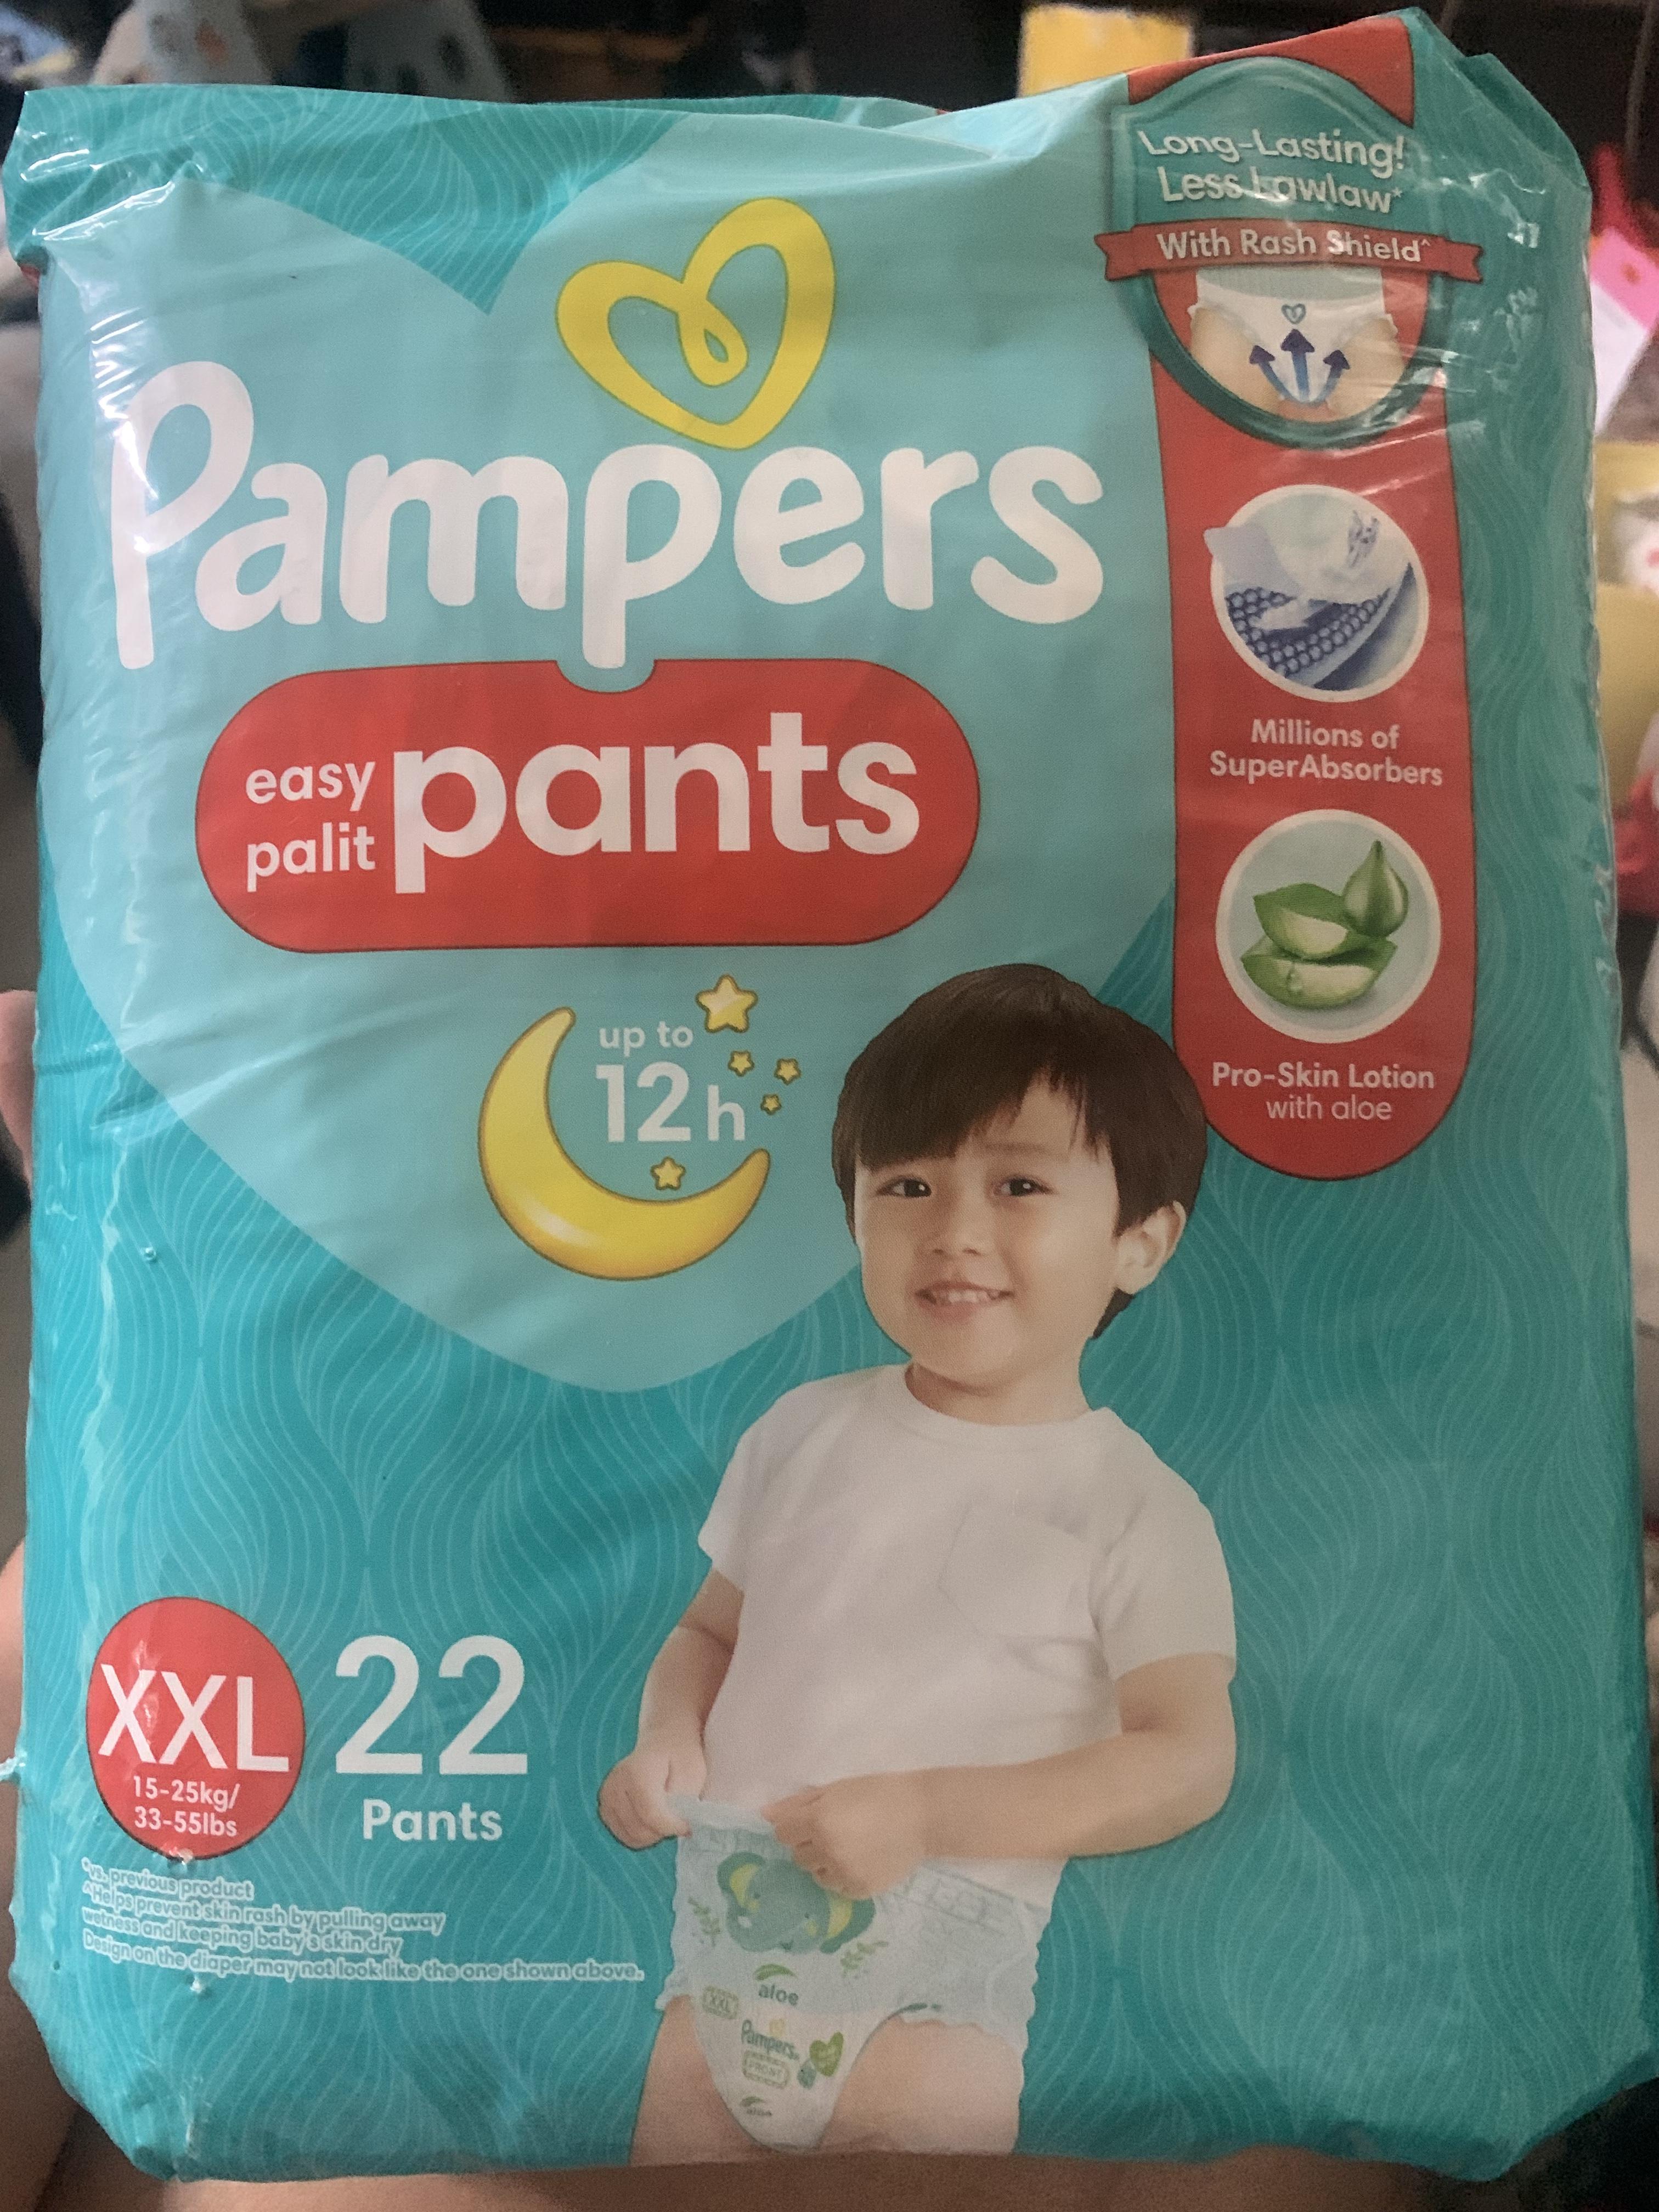 Long-Lasting!
Less Lawlaw*
With Rash Shield^
Pampers
easy
palit
pants
Millions of
SuperAbsorbers
up to
12h
Pro-Skin Lotion
with aloe
XXL
15-25kg/
33-55lbs
22
Pants
*vs. previous product
^Helps prevent skin rash by pulling away
wetness and keeping baby's skin dry
Design on the diaper may not look like the one shown above.
aloe
XXL
Pampers
FRONT
aloe